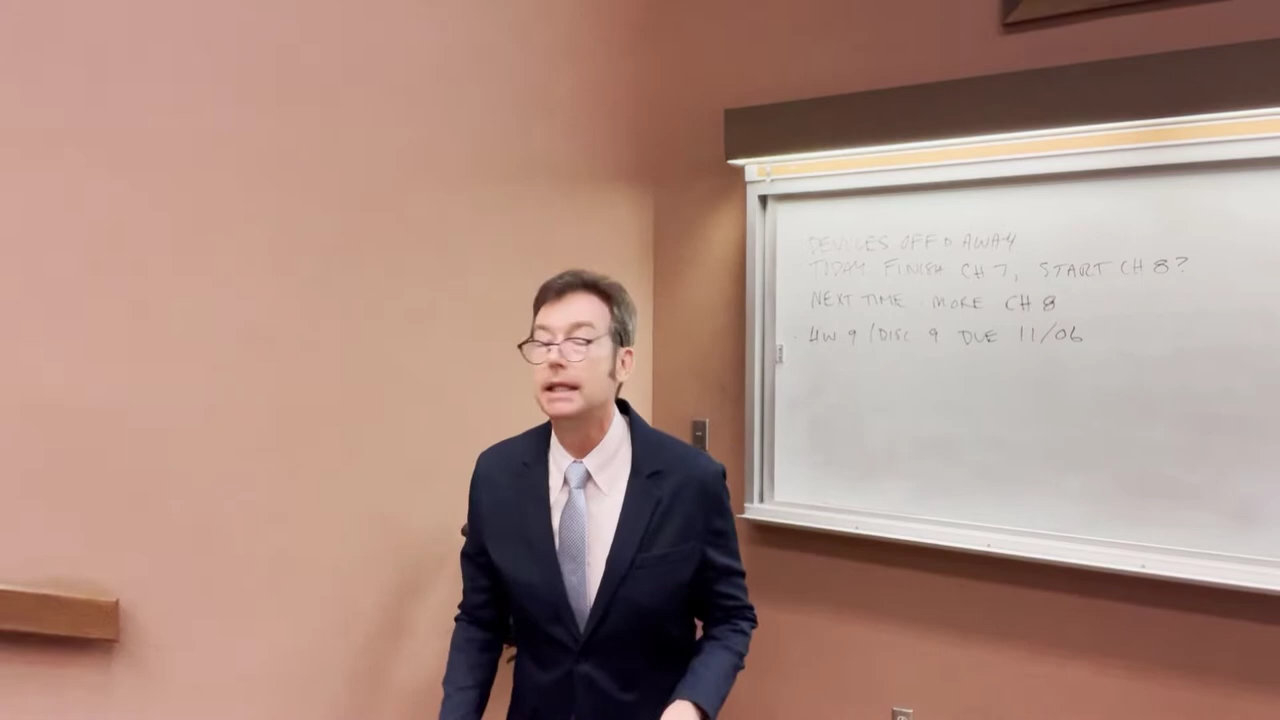 DEVICES OFF & AWAY
TODAY FINISH CH 7, START CH 8?
NEXT TIME MORE CH 8
HW 9 / DISC 9 DUE 11/06